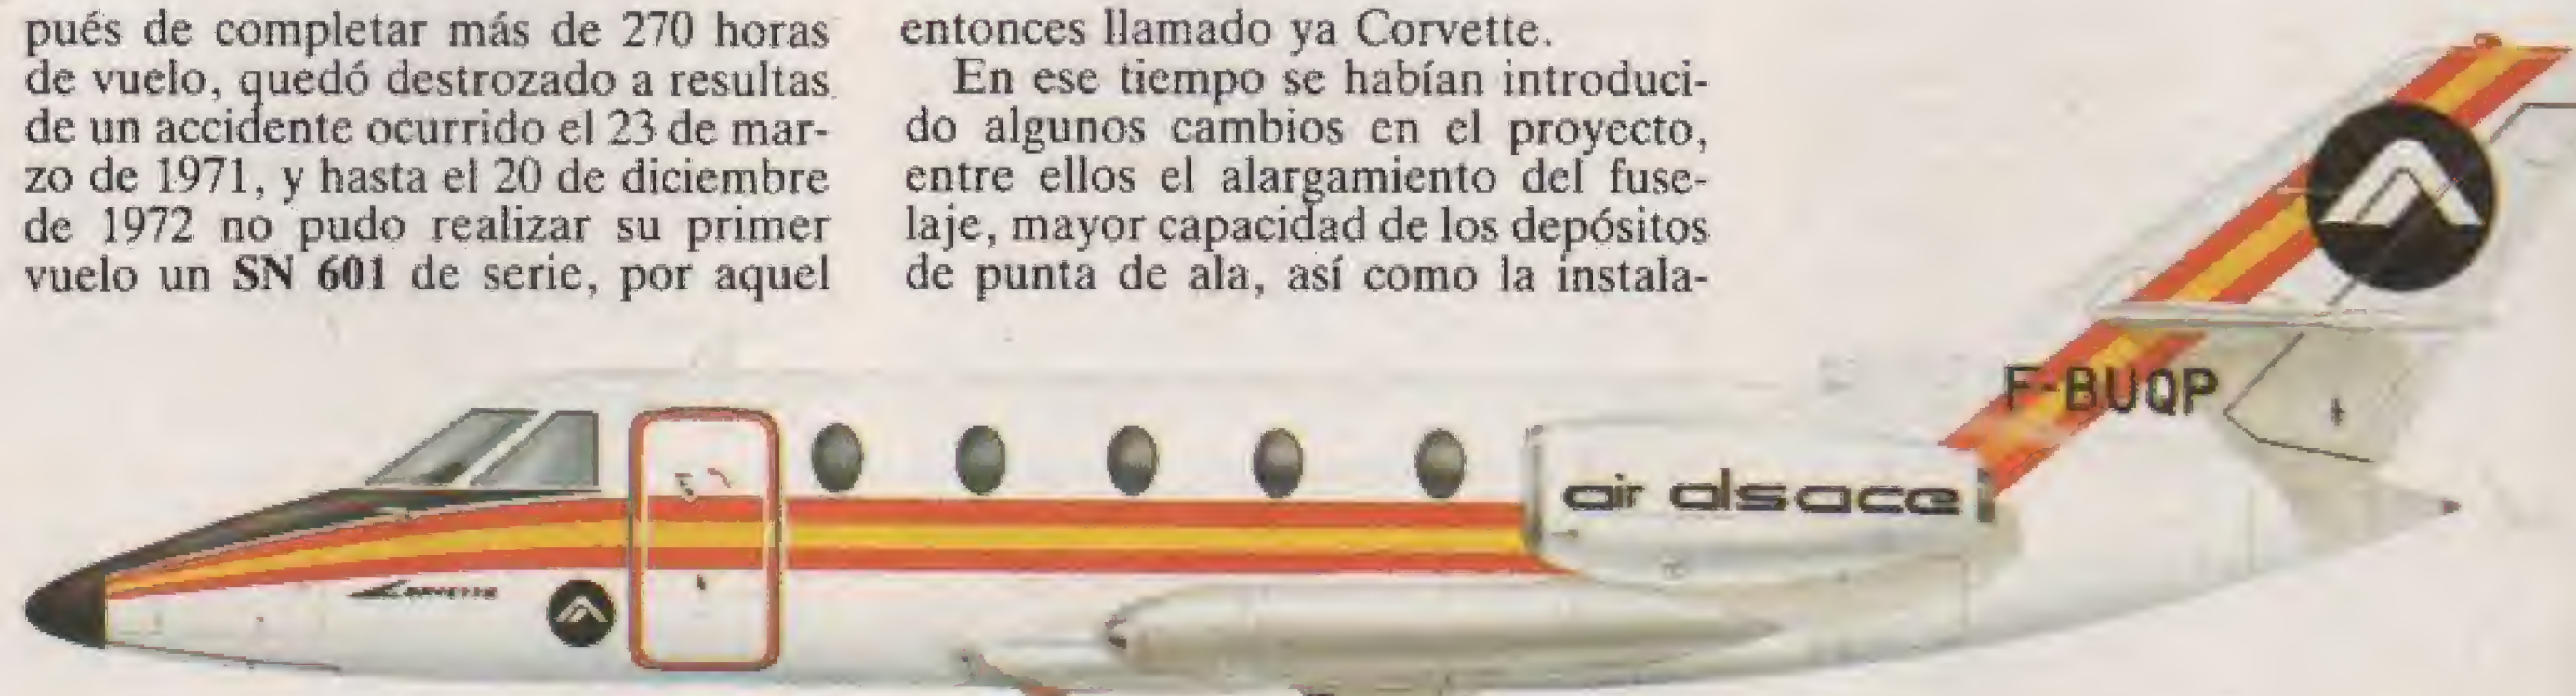 pués de completar más de 270 horas
de vuelo, quedó destrozado a resultas
de un accidente ocurrido el 23 de mar-
zo de 1971, y hasta el 20 de diciembre
de 1972 no pudo realizar su primer
vuelo un SN 601 de serie, por aquel
entonces llamado ya Corvette.
En ese tiempo se habían introduci-
do algunos cambios en el proyecto,
entre ellos el alargamiento del fuse-
laje, mayor capacidad de los depósitos
de punta de ala, así como la instala-
F-BUQP
air alsace
CORVETTE